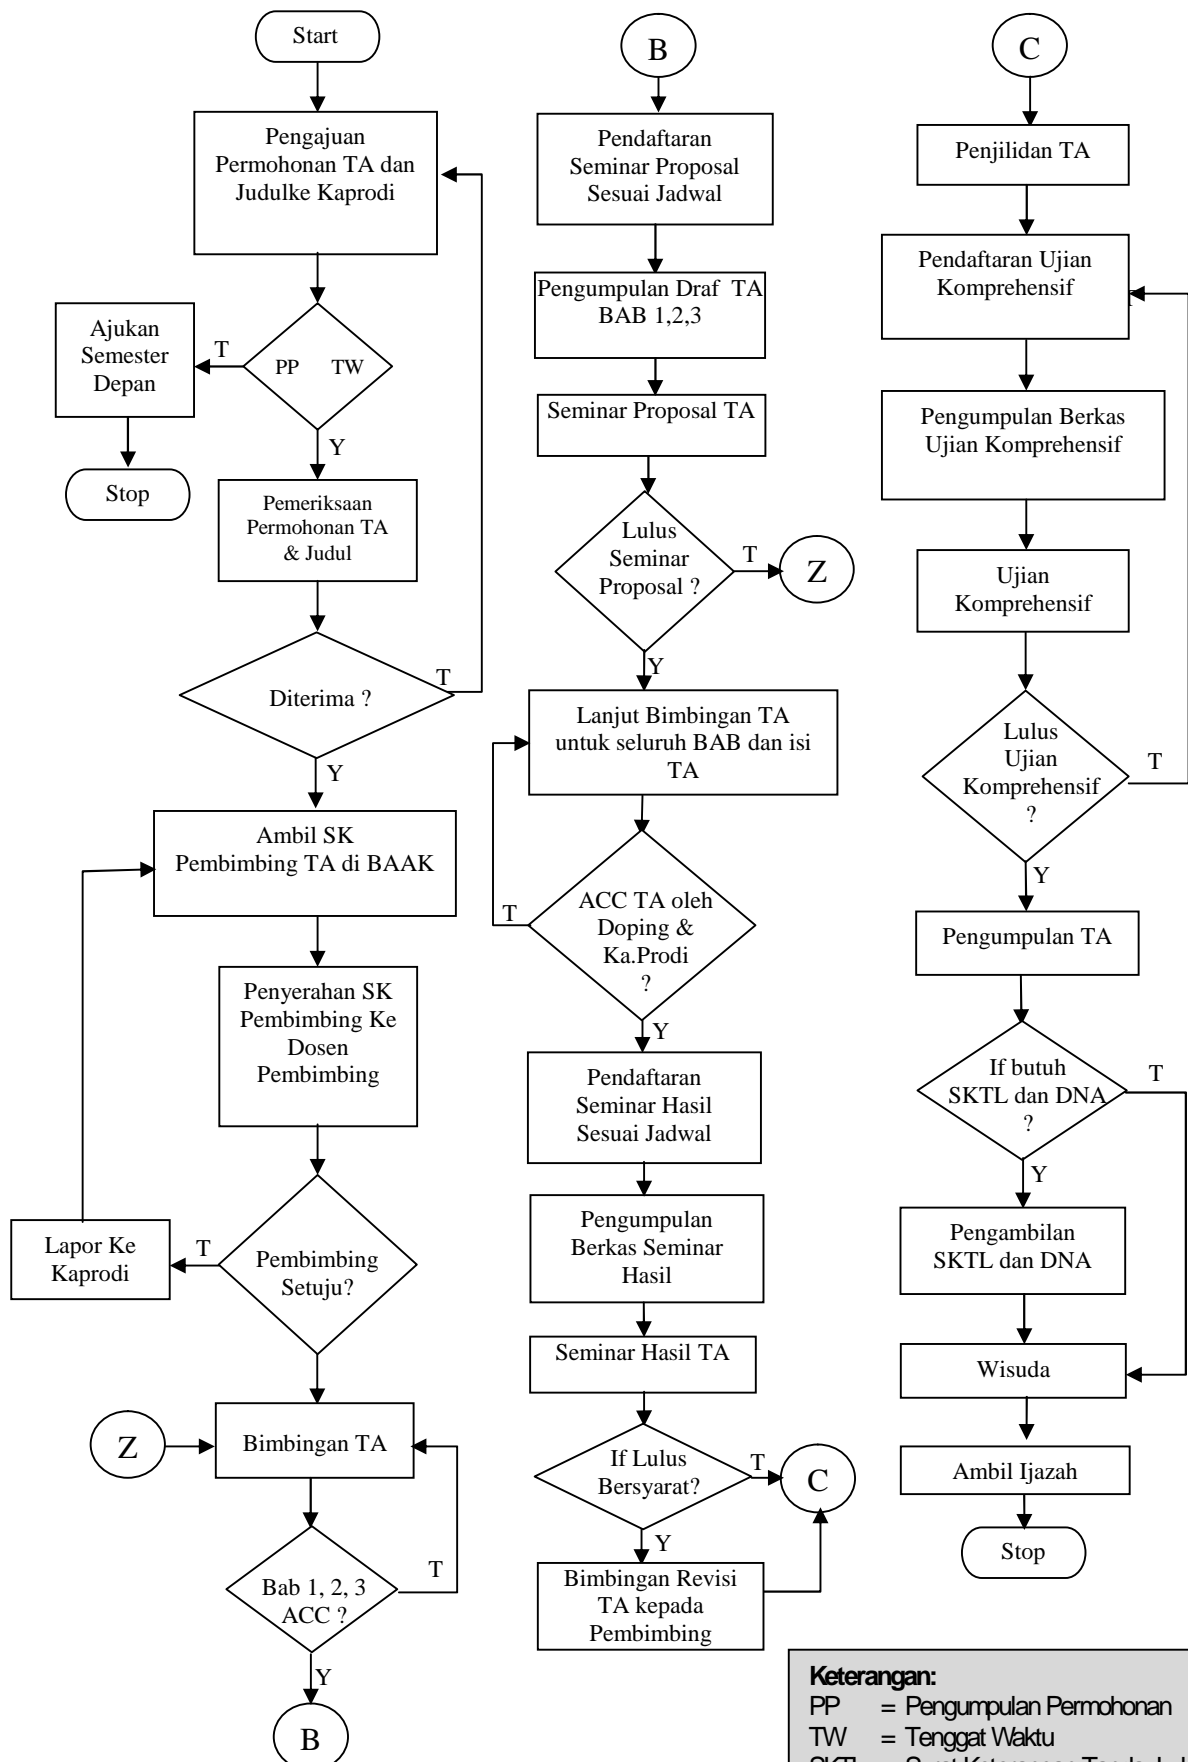 Start
Pengajuan
Permohonan TA dan
Judulke Kaprodi
Ajukan
Semester
Depan
T
PP TW
Y
Stop
Pemeriksaan
Permohonan TA
& Judul
Diterima ?
T
Y
Ambil SK
Pembimbing TA di BAAK
Penyerahan SK
Pembimbing Ke
Dosen
Pembimbing
Lapor Ke
Kaprodi
T
Pembimbing
Setuju?
Z
Bimbingan TA
Bab 1, 2, 3
ACC ?
T
Y
B
B
Pendaftaran
Seminar Proposal
Sesuai Jadwal
Pengumpulan Draf TA
BAB 1,2,3
Seminar Proposal TA
Lulus
Seminar
Proposal ?
T
Z
Y
Lanjut Bimbingan TA
untuk seluruh BAB dan isi
TA
T
ACC TA oleh
Doping &
Ka.Prodi
?
Y
Pendaftaran
Seminar Hasil
Sesuai Jadwal
Pengumpulan
Berkas Seminar
Hasil
Seminar Hasil TA
If Lulus
Bersyarat?
T
C
Y
Bimbingan Revisi
TA kepada
Pembimbing
C
Penjilidan TA
Pendaftaran Ujian
Komprehensif
Pengumpulan Berkas
Ujian Komprehensif
Ujian
Komprehensif
Lulus
Ujian
Komprehensif
?
T
Y
Pengumpulan TA
If butuh
SKTL dan DNA
?
T
Y
Pengambilan
SKTL dan DNA
Wisuda
Ambil Ijazah
Stop
Keterangan:
PP = Pengumpulan Permohonan
TW = Tenggat Waktu